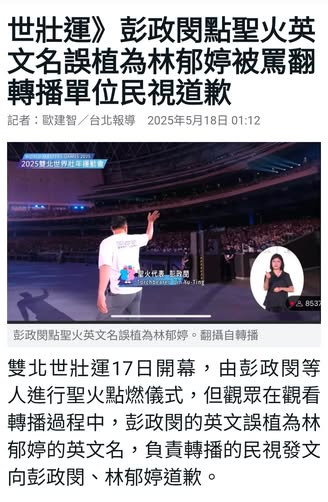 世壯運》彭政閔點聖火英
文名誤植為林郁婷被罵翻
轉播單位民視道歉
記者：歐建智／台北報導　2025年5月18日 01:12
WORLD MASTERS GAMES 2025
2025雙北世界壯年運動會
聖火代表 彭政閔
Torchbearer Lin Yu-Ting
8537
彭政閔點聖火英文名誤植為林郁婷。翻攝自轉播
雙北世壯運17日開幕，由彭政閔等
人進行聖火點燃儀式，但觀眾在觀看
轉播過程中，彭政閔的英文誤植為林
郁婷的英文名，負責轉播的民視發文
向彭政閔、林郁婷道歉。